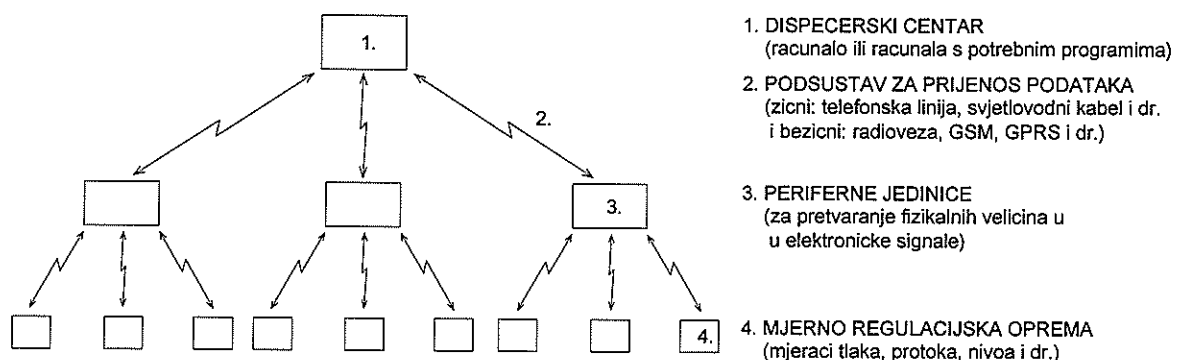 1.
2.
3.
4.
1. DISPECERSKI CENTAR
(racunalo ili racunala s potrebnim programima)
2. PODSUSTAV ZA PRIJENOS PODATAKA
(zicni: telefonska linija, svjetlovodni kabel i dr.
i bezicni: radioveza, GSM, GPRS i dr.)
3. PERIFERNE JEDINICE
(za pretvaranje fizikalnih velicina u
u elektronicke signale)
4. MJERNO REGULACIJSKA OPREMA
(mjeraci tlaka, protoka, nivoa i dr.)